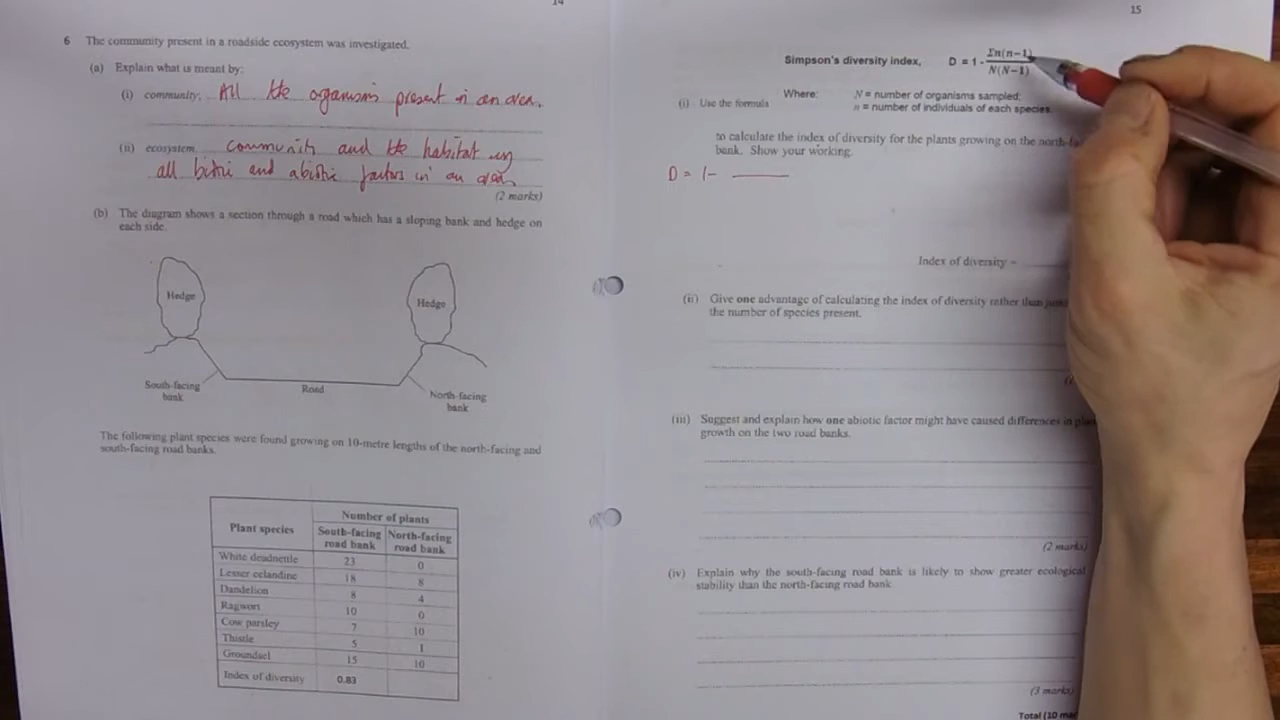 14
6 The community present in a roadside ecosystem was investigated.
(a) Explain what is meant by:
(i) community; All the organisms present in an area.
(ii) ecosystem. community and the habitat
all biotic and abiotic factors in an area
(2 marks)
(b) The diagram shows a section through a road which has a sloping bank and hedge on
each side.
Hedge
Hedge
South-facing
bank
Road
North-facing
bank
The following plant species were found growing on 10-metre lengths of the north-facing and
south-facing road banks.
Plant species Number of plants
South-facing road bank North-facing road bank
White deadnettle 23 0
Lesser celandine 18 8
Dandelion 8 4
Ragwort 10 0
Cow parsley 7 10
Thistle 5 1
Groundsel 15 10
Index of diversity 0.83
15
Simpson's diversity index, D = 1 - Σn(n−1) / N(N−1)
Where: N = number of organisms sampled;
n = number of individuals of each species
(i) Use the formula
to calculate the index of diversity for the plants growing on the
bank. Show your working.
D = 1-
Index of diversity =
(ii) Give one advantage of calculating the index of diversity rather than
the number of species present.
(iii) Suggest and explain how one abiotic factor might have caused differences in
growth on the two road banks.
(2 marks)
(iv) Explain why the south-facing road bank is likely to show greater ecological
stability than the north-facing road bank.
(3 marks)
Total (10